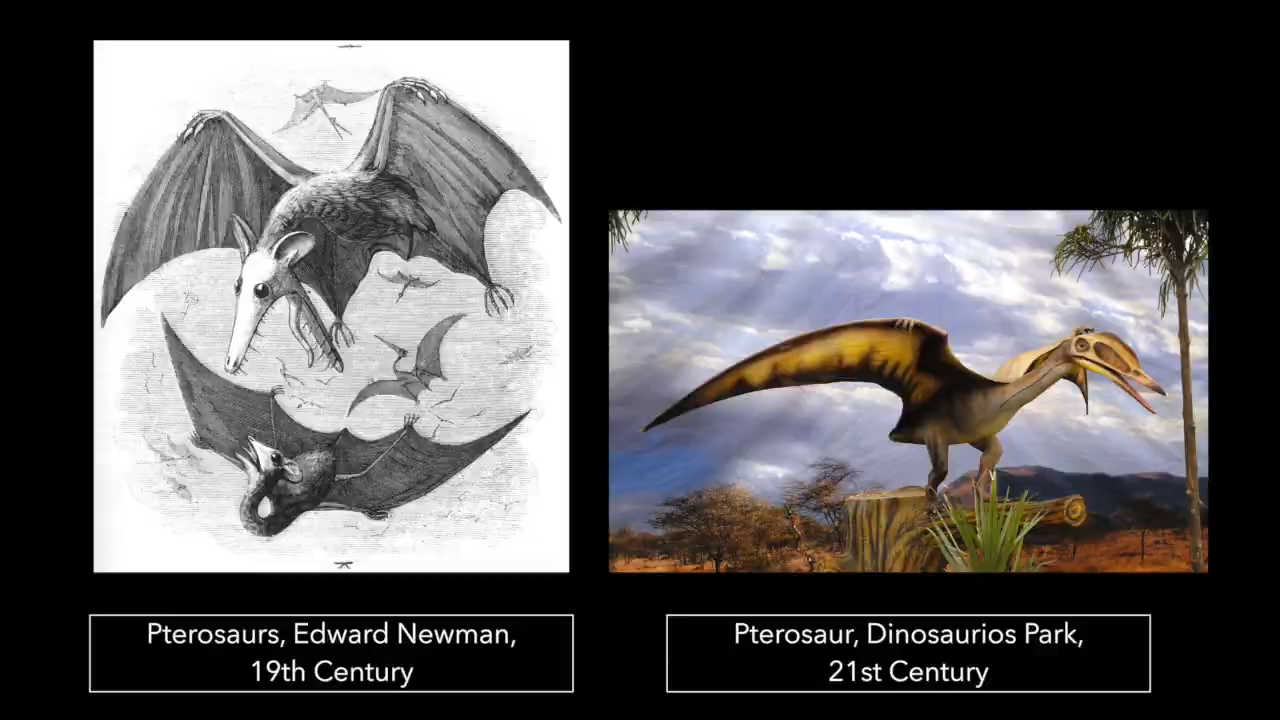 Pterosaurs, Edward Newman,
19th Century
Pterosaur, Dinosaurios Park,
21st Century